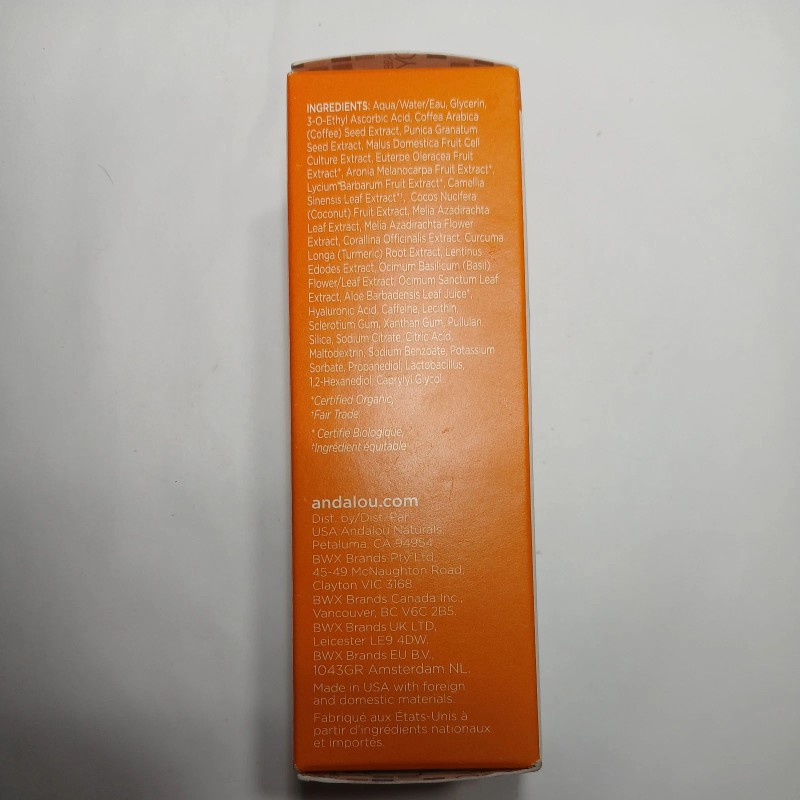 INGREDIENTS: Aqua/Water/Eau, Glycerin,
3-O-Ethyl Ascorbic Acid, Coffea Arabica
(Coffee) Seed Extract, Punica Granatum
Seed Extract, Malus Domestica Fruit Cell
Culture Extract, Euterpe Oleracea Fruit
Extract*, Aronia Melanocarpa Fruit Extract*,
Lycium Barbarum Fruit Extract*, Camellia
Sinensis Leaf Extract*†, Cocos Nucifera
(Coconut) Fruit Extract, Melia Azadirachta
Leaf Extract, Melia Azadirachta Flower
Extract, Corallina Officinalis Extract, Curcuma
Longa (Turmeric) Root Extract, Lentinus
Edodes Extract, Ocimum Basilicum (Basil)
Flower/Leaf Extract, Ocimum Sanctum Leaf
Extract, Aloe Barbadensis Leaf Juice*,
Hyaluronic Acid, Caffeine, Lecithin,
Sclerotium Gum, Xanthan Gum, Pullulan,
Silica, Sodium Citrate, Citric Acid,
Maltodextrin, Sodium Benzoate, Potassium
Sorbate, Propanediol, Lactobacillus,
1,2-Hexanediol, Caprylyl Glycol.
*Certified Organic,
†Fair Trade
* Certifié Biologique,
†Ingrédient équitable
andalou.com
Dist. by/Dist. Par
USA Andalou Naturals,
Petaluma, CA 94954
BWX Brands Pty Ltd,
45-49 McNaughton Road,
Clayton VIC 3168
BWX Brands Canada Inc.,
Vancouver, BC V6C 2B5,
BWX Brands UK LTD,
Leicester LE9 4DW,
BWX Brands EU B.V.,
1043GR Amsterdam NL.
Made in USA with foreign
and domestic materials.
Fabriqué aux États-Unis à
partir d'ingrédients nationaux
et importés.